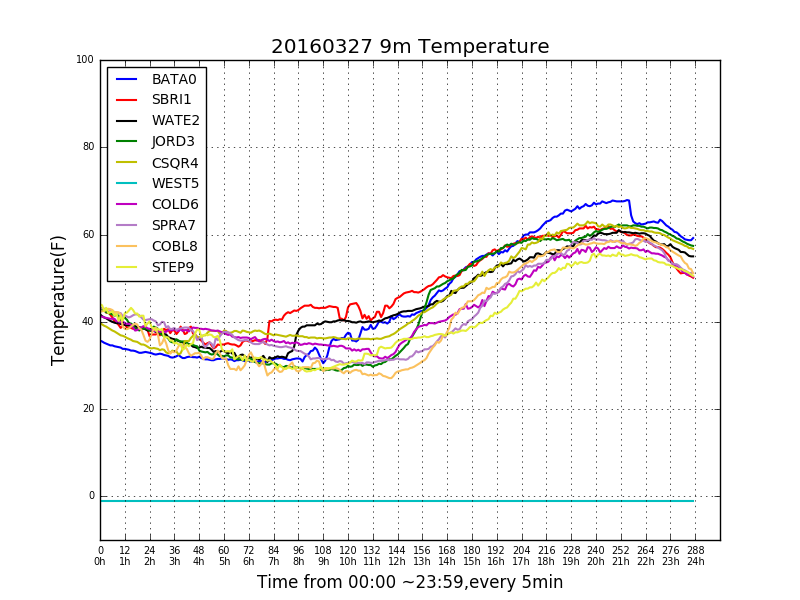 20160327 9m Temperature
100
80
60
40
20
0
Temperature(F)
BATA0
SBRI1
WATE2
JORD3
CSQR4
WEST5
COLD6
SPRA7
COBL8
STEP9
0 12 24 36 48 60 72 84 96 108 120 132 144 156 168 180 192 204 216 228 240 252 264 276 288
0h 1h 2h 3h 4h 5h 6h 7h 8h 9h 10h 11h 12h 13h 14h 15h 16h 17h 18h 19h 20h 21h 22h 23h 24h
Time from 00:00 ~23:59,every 5min